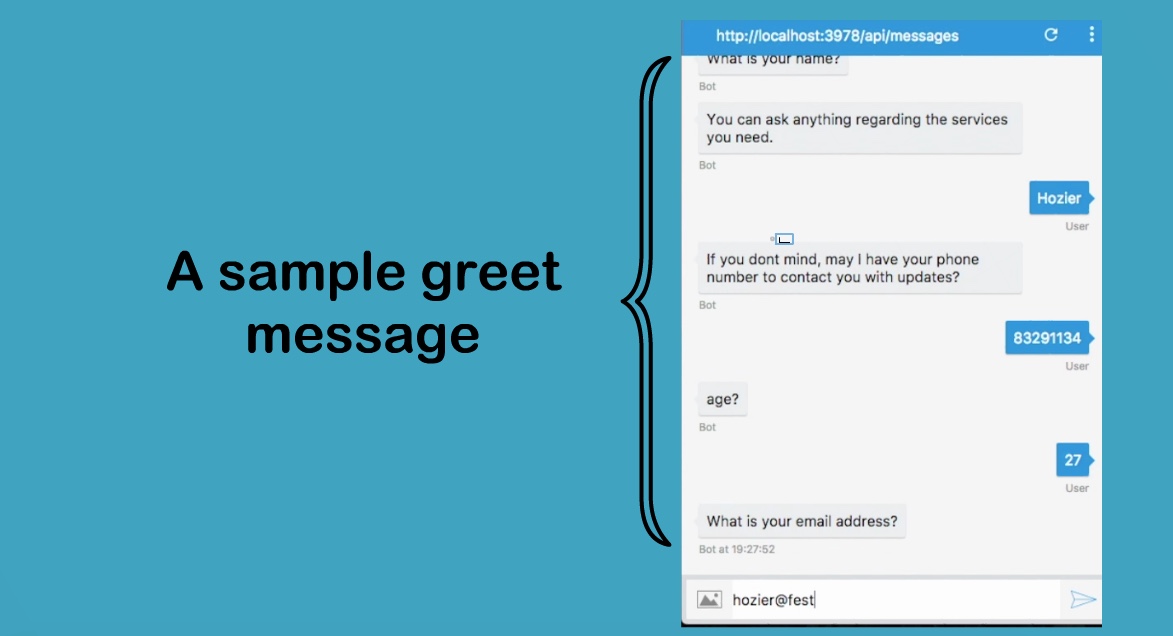 A sample greet
message
http://localhost:3978/api/messages
What is your name?
Bot
You can ask anything regarding the services
you need.
Bot
Hozier
User
If you dont mind, may I have your phone
number to contact you with updates?
Bot
83291134
User
age?
Bot
27
User
What is your email address?
Bot at 19:27:52
hozier@fest